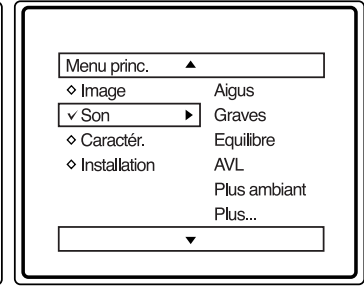 Menu princ.
Image Aigus
Son Graves
Caractér. Equilibre
Installation AVL
Plus ambiant
Plus...